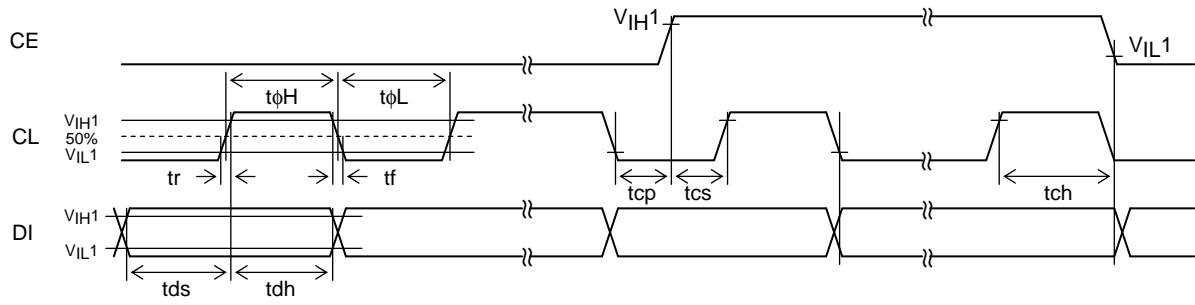 CE
VIH1
VIL1
tϕH
tϕL
CL
VIH1
50%
VIL1
tr
tf
tcp
tcs
tch
DI
VIH1
VIL1
tds
tdh